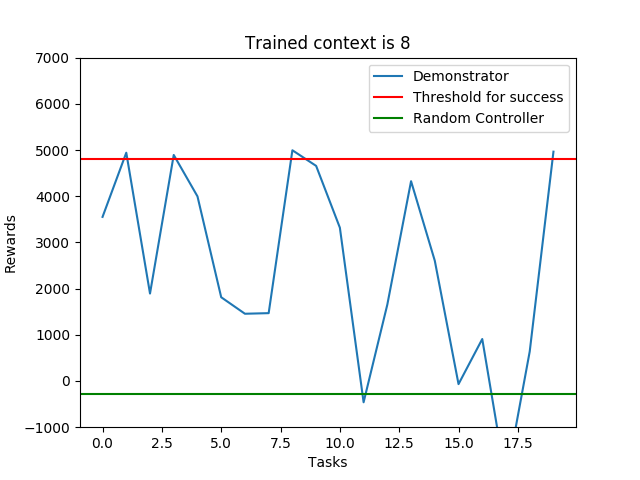 Trained context is 8
7000
6000
5000
4000
3000
2000
1000
0
−1000
Rewards
Demonstrator
Threshold for success
Random Controller
0.0 2.5 5.0 7.5 10.0 12.5 15.0 17.5
Tasks